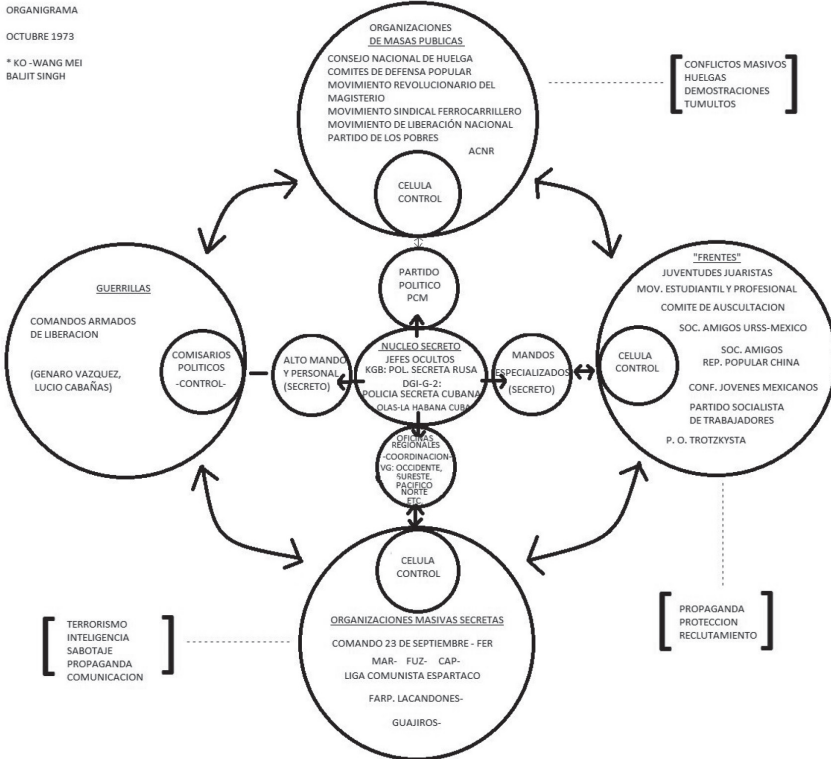 ORGANIGRAMA
OCTUBRE 1973
* KO -WANG MEI
BALJIT SINGH
ORGANIZACIONES
DE MASAS PUBLICAS
CONSEJO NACIONAL DE HUELGA
COMITES DE DEFENSA POPULAR
MOVIMIENTO REVOLUCIONARIO DEL
MAGISTERIO
MOVIMIENTO SINDICAL FERROCARRILLERO
MOVIMIENTO DE LIBERACIÓN NACIONAL
PARTIDO DE LOS POBRES
ACNR
CELULA
CONTROL
CONFLICTOS MASIVOS
HUELGAS
DEMOSTRACIONES
TUMULTOS
GUERRILLAS
COMANDOS ARMADOS
DE LIBERACION
(GENARO VAZQUEZ,
LUCIO CABAÑAS)
COMISARIOS
POLITICOS
-CONTROL-
ALTO MANDO
Y PERSONAL
(SECRETO)
PARTIDO
POLITICO
PCM
NUCLEO SECRETO
JEFES OCULTOS
KGB: POL. SECRETA RUSA
DGI-G-2:
POLICIA SECRETA CUBANA
OLAS-LA HABANA CUBA
MANDOS
ESPECIALIZADOS
(SECRETO)
"FRENTES"
JUVENTUDES JUARISTAS
MOV. ESTUDIANTIL Y PROFESIONAL
COMITE DE AUSCULTACION
SOC. AMIGOS URSS-MEXICO
SOC. AMIGOS
REP. POPULAR CHINA
CONF. JOVENES MEXICANOS
PARTIDO SOCIALISTA
DE TRABAJADORES
P. O. TROTZKYSTA
CELULA
CONTROL
OFICINAS
REGIONALES
-COORDINACION-
VG: OCCIDENTE,
SURESTE,
PACIFICO
NORTE
ETC.
CELULA
CONTROL
ORGANIZACIONES MASIVAS SECRETAS
COMANDO 23 DE SEPTIEMBRE - FER
MAR- FUZ- CAP-
LIGA COMUNISTA ESPARTACO
FARP. LACANDONES-
GUAJIROS-
TERRORISMO
INTELIGENCIA
SABOTAJE
PROPAGANDA
COMUNICACION
PROPAGANDA
PROTECCION
RECLUTAMIENTO